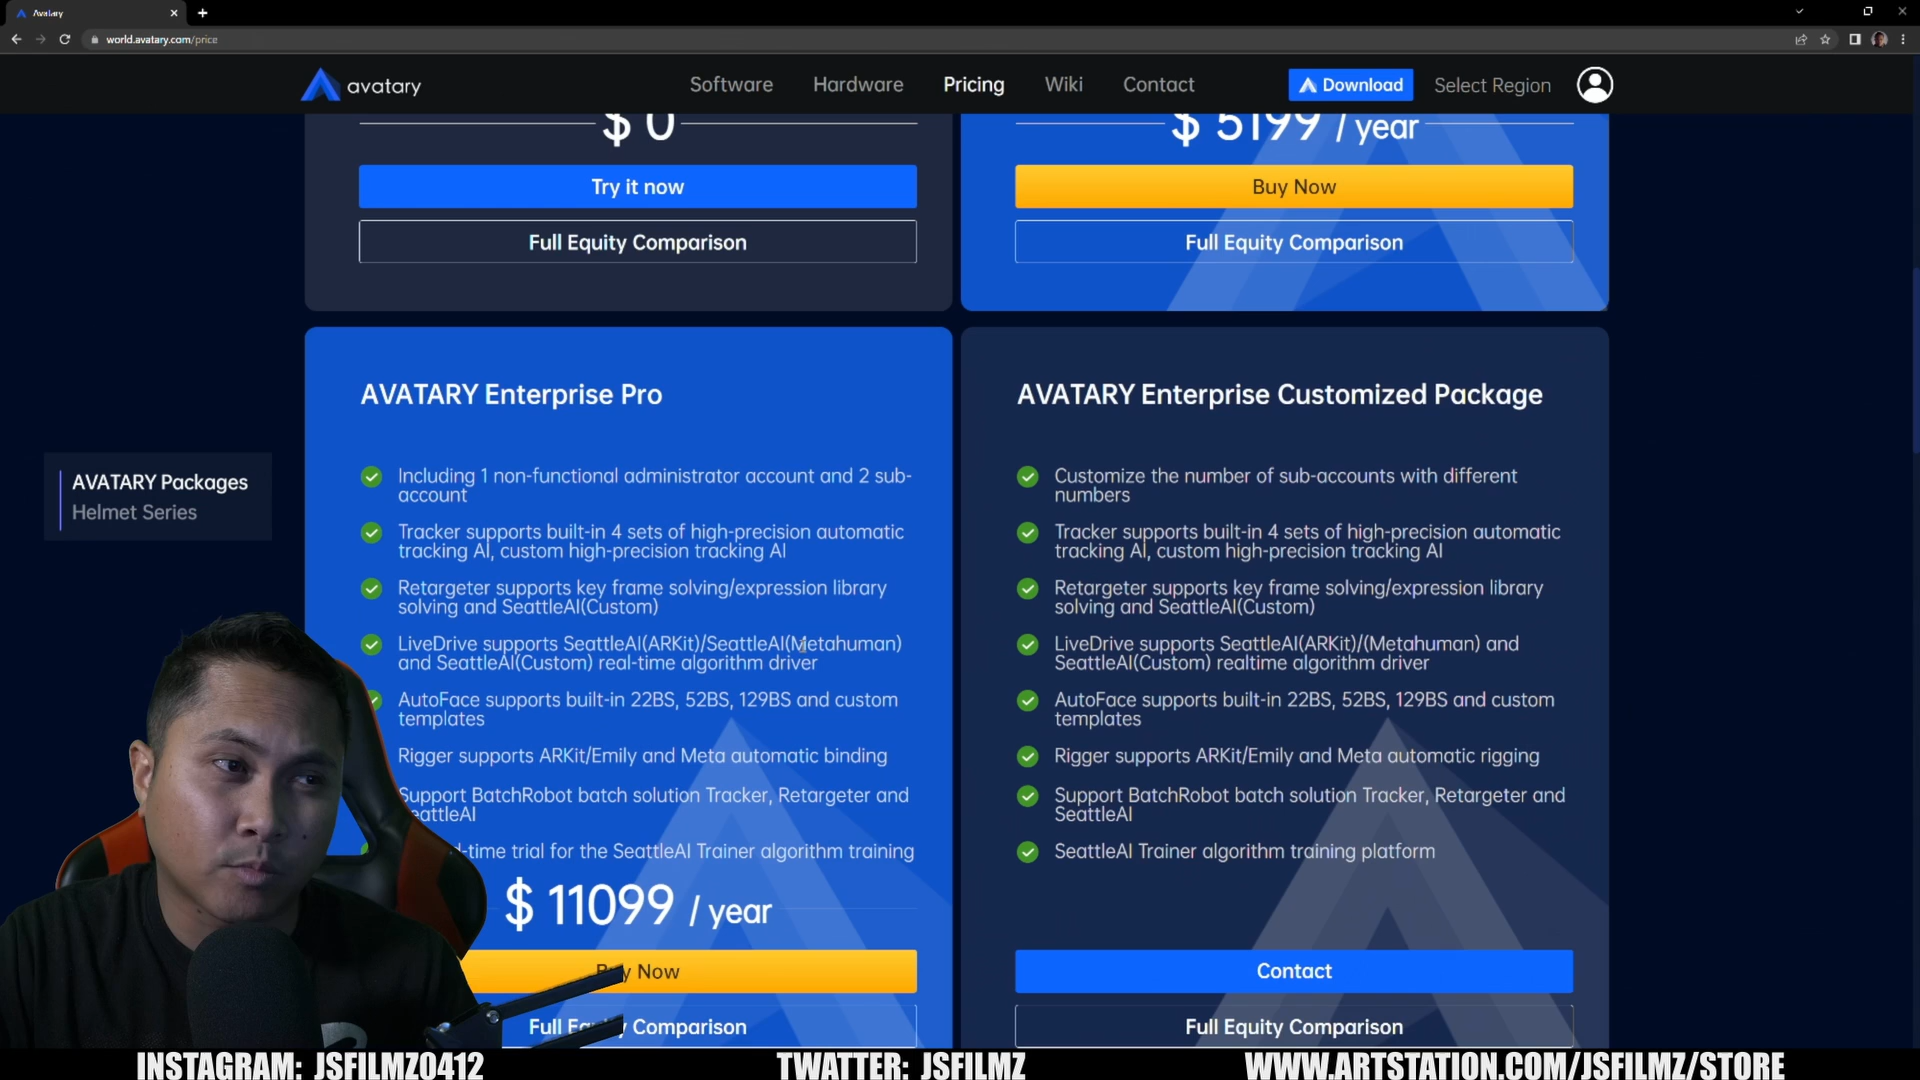 Avatary
world.avatary.com/price
avatary
Software
Hardware
Pricing
Wiki
Contact
Download
Select Region
$ 0
Try it now
Full Equity Comparison
$ 5199 / year
Buy Now
Full Equity Comparison
AVATARY Packages
Helmet Series
AVATARY Enterprise Pro
Including 1 non-functional administrator account and 2 sub-
account
Tracker supports built-in 4 sets of high-precision automatic
tracking AI, custom high-precision tracking AI
Retargeter supports key frame solving/expression library
solving and SeattleAI(Custom)
LiveDrive supports SeattleAI(ARKit)/SeattleAI(Metahuman)
and SeattleAI(Custom) real-time algorithm driver
AutoFace supports built-in 22BS, 52BS, 129BS and custom
templates
Rigger supports ARKit/Emily and Meta automatic binding
Support BatchRobot batch solution Tracker, Retargeter and
SeattleAI
-time trial for the SeattleAI Trainer algorithm training
$ 11099 / year
Buy Now
Full Equity Comparison
AVATARY Enterprise Customized Package
Customize the number of sub-accounts with different
numbers
Tracker supports built-in 4 sets of high-precision automatic
tracking AI, custom high-precision tracking AI
Retargeter supports key frame solving/expression library
solving and SeattleAI(Custom)
LiveDrive supports SeattleAI(ARKit)/(Metahuman) and
SeattleAI(Custom) realtime algorithm driver
AutoFace supports built-in 22BS, 52BS, 129BS and custom
templates
Rigger supports ARKit/Emily and Meta automatic rigging
Support BatchRobot batch solution Tracker, Retargeter and
SeattleAI
SeattleAI Trainer algorithm training platform
Contact
Full Equity Comparison
INSTAGRAM: JSFILMZ0412
TWATTER: JSFILMZ
WWW.ARTSTATION.COM/JSFILMZ/STORE